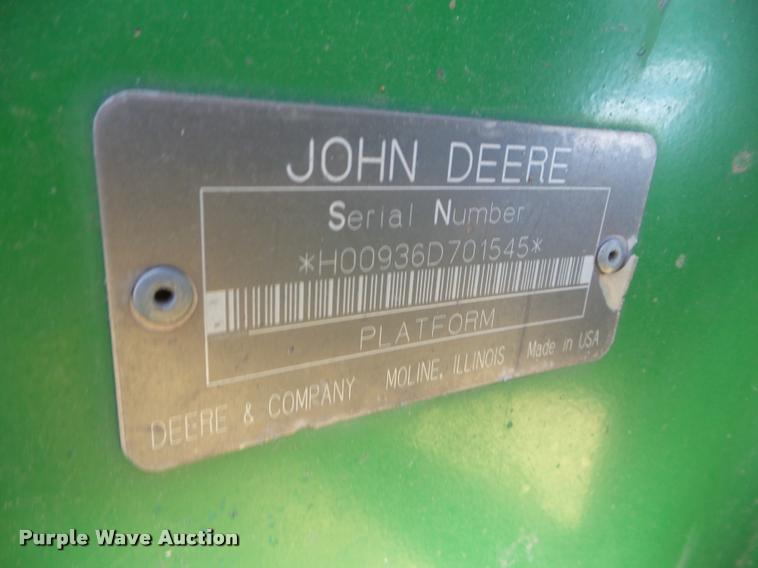 JOHN DEERE
Serial Number
*H00936D701545*
PLATFORM
DEERE & COMPANY MOLINE, ILLINOIS Made in USA
Purple Wave Auction